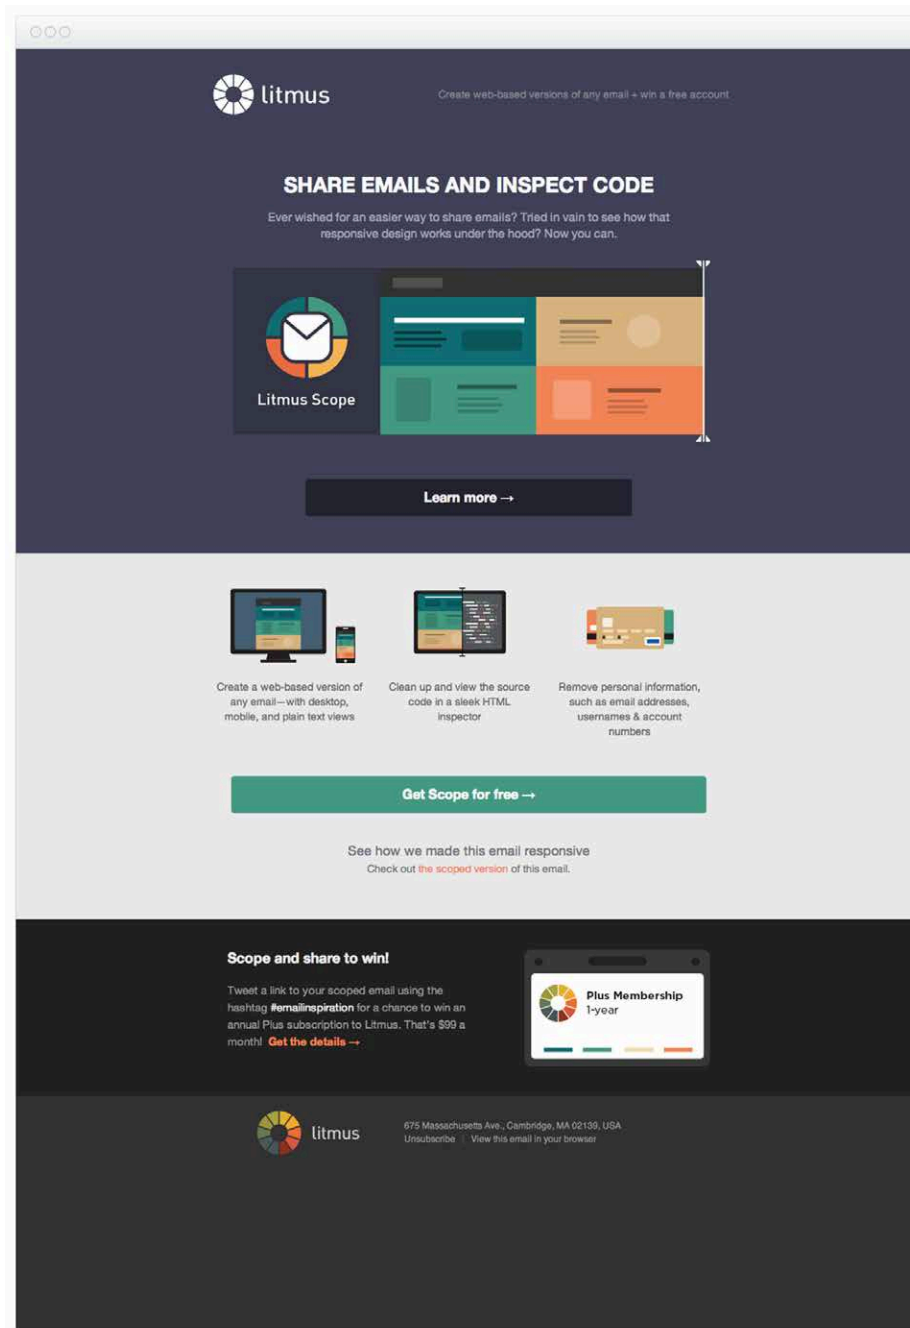 litmus
Create web-based versions of any email + win a free account
SHARE EMAILS AND INSPECT CODE
Ever wished for an easier way to share emails? Tried in vain to see how that
responsive design works under the hood? Now you can.
Litmus Scope
Learn more →
Create a web-based version of
any email—with desktop,
mobile, and plain text views
Clean up and view the source
code in a sleek HTML
inspector
Remove personal information,
such as email addresses,
usernames & account
numbers
Get Scope for free →
See how we made this email responsive
Check out the scoped version of this email.
Scope and share to win!
Tweet a link to your scoped email using the
hashtag #emailinspiration for a chance to win an
annual Plus subscription to Litmus. That's $99 a
month! Get the details →
Plus Membership
1-year
litmus
675 Massachusetts Ave., Cambridge, MA 02139, USA
Unsubscribe | View this email in your browser